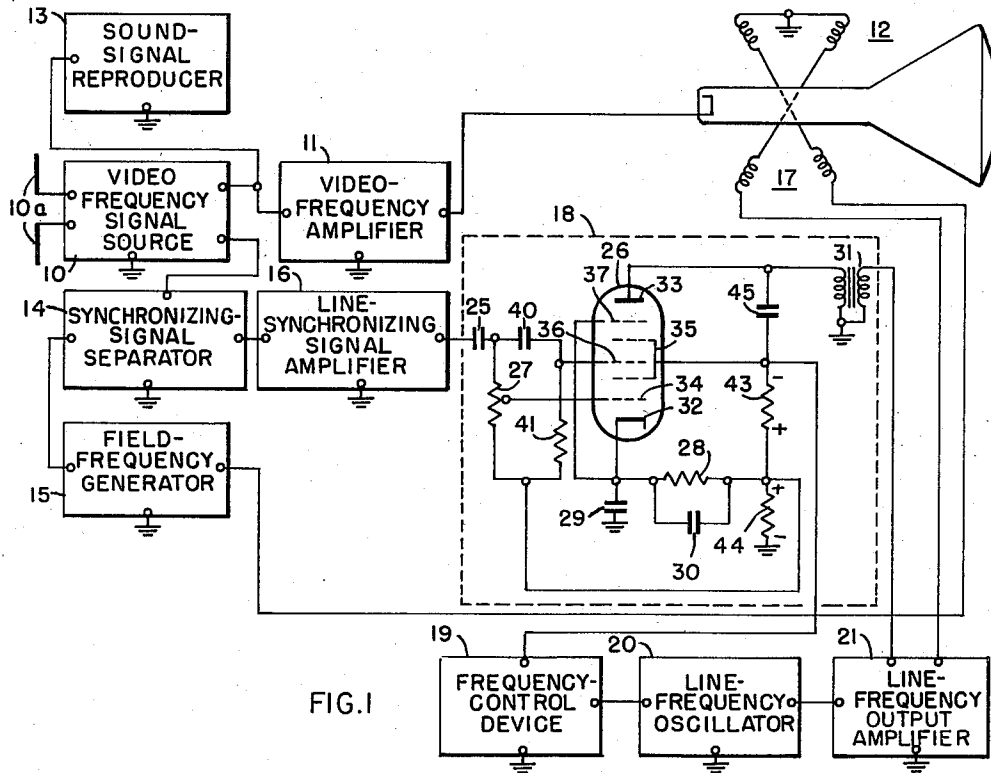 13
SOUND-
SIGNAL
REPRODUCER
12
10a
VIDEO
FREQUENCY
SIGNAL
SOURCE
10
11
VIDEO-
FREQUENCY
AMPLIFIER
17
14
SYNCHRONIZING-
SIGNAL
SEPARATOR
16
LINE-
SYNCHRONIZING
SIGNAL
AMPLIFIER
18
25
40
27
41
26
37
33
36
35
34
32
28
29
30
45
31
-
43
+
+
44
-
FIELD-
FREQUENCY
GENERATOR
15
19
FREQUENCY-
CONTROL
DEVICE
20
LINE-
FREQUENCY
OSCILLATOR
21
LINE-
FREQUENCY
OUTPUT
AMPLIFIER
FIG.1